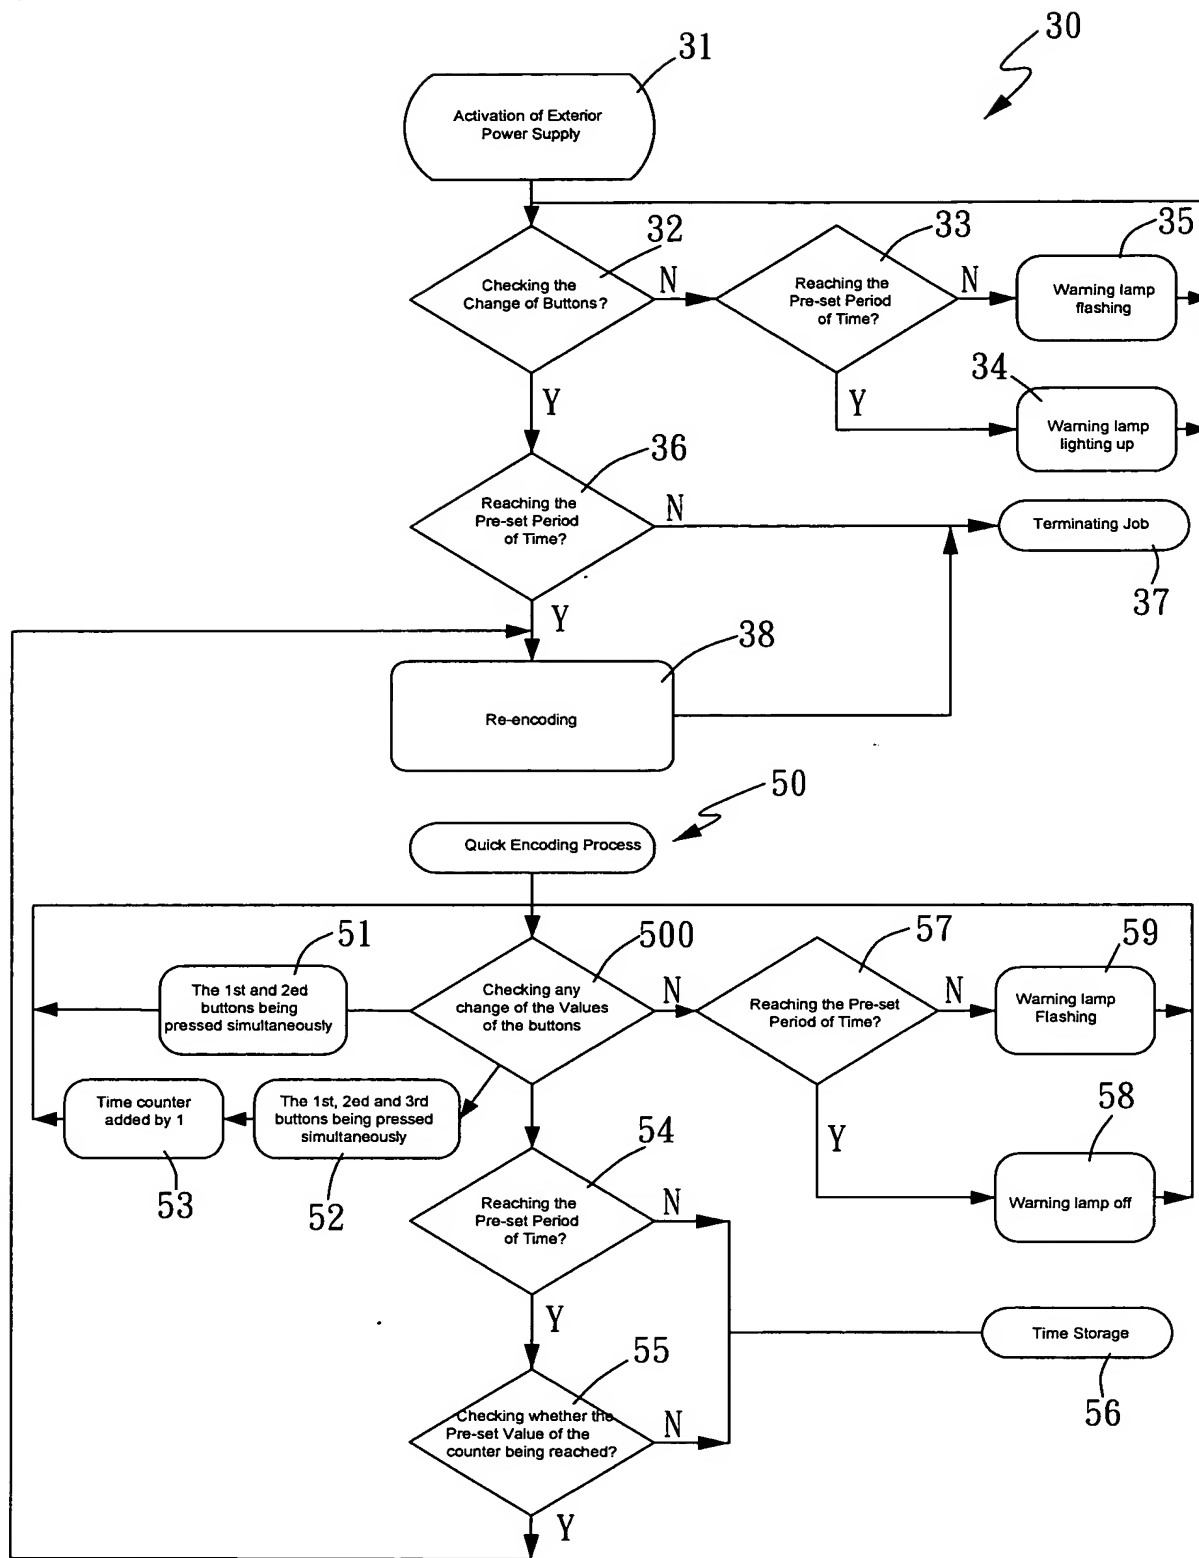 30
31
Activation of Exterior
Power Supply
32
33
35
Checking the
Change of Buttons?
N
Reaching the
Pre-set Period
of Time?
N
Warning lamp
flashing
34
Y
Y
Warning lamp
lighting up
36
Reaching the
Pre-set Period
of Time?
N
Terminating Job
37
Y
38
Re-encoding
50
Quick Encoding Process
51
500
57
59
The 1st and 2ed
buttons being
pressed simultaneously
Checking any
change of the Values
of the buttons
N
Reaching the Pre-set
Period of Time?
N
Warning lamp
Flashing
Time counter
added by 1
The 1st, 2ed and 3rd
buttons being pressed
simultaneously
53
52
54
Y
58
Warning lamp off
Reaching the
Pre-set Period
of Time?
N
Y
55
Time Storage
56
Checking whether the
Pre-set Value of the
counter being reached?
N
Y